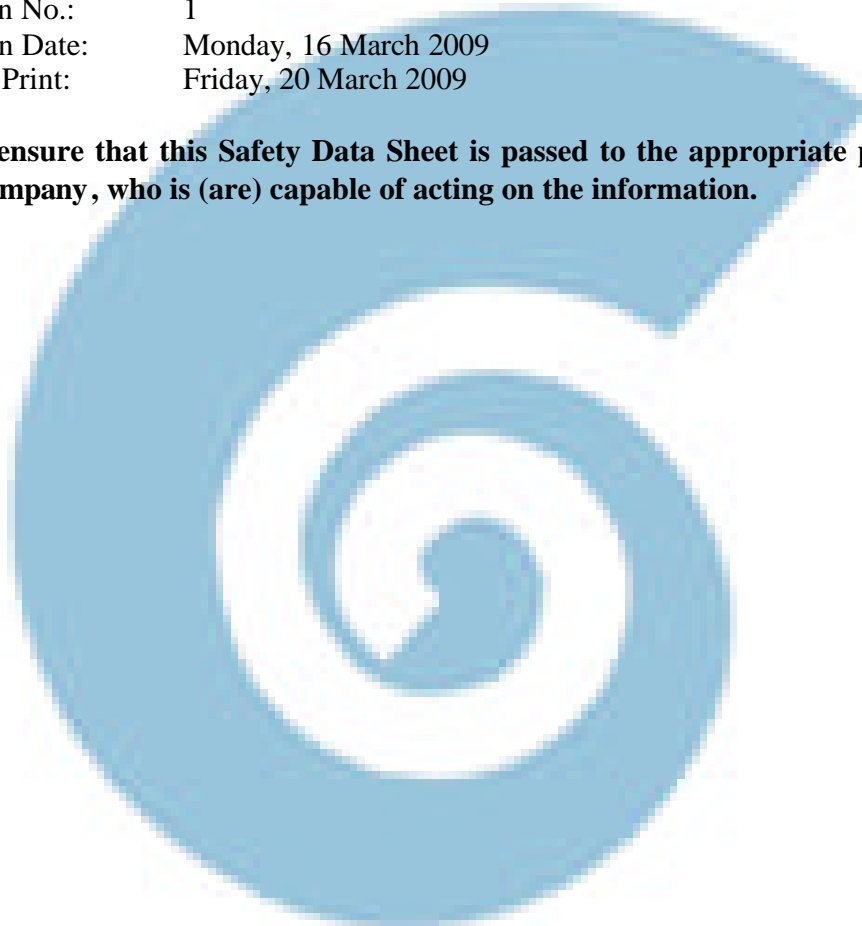 n No.: 1
n Date: Monday, 16 March 2009
Print: Friday, 20 March 2009
ensure that this Safety Data Sheet is passed to the appropriate p
mpany, who is (are) capable of acting on the information.